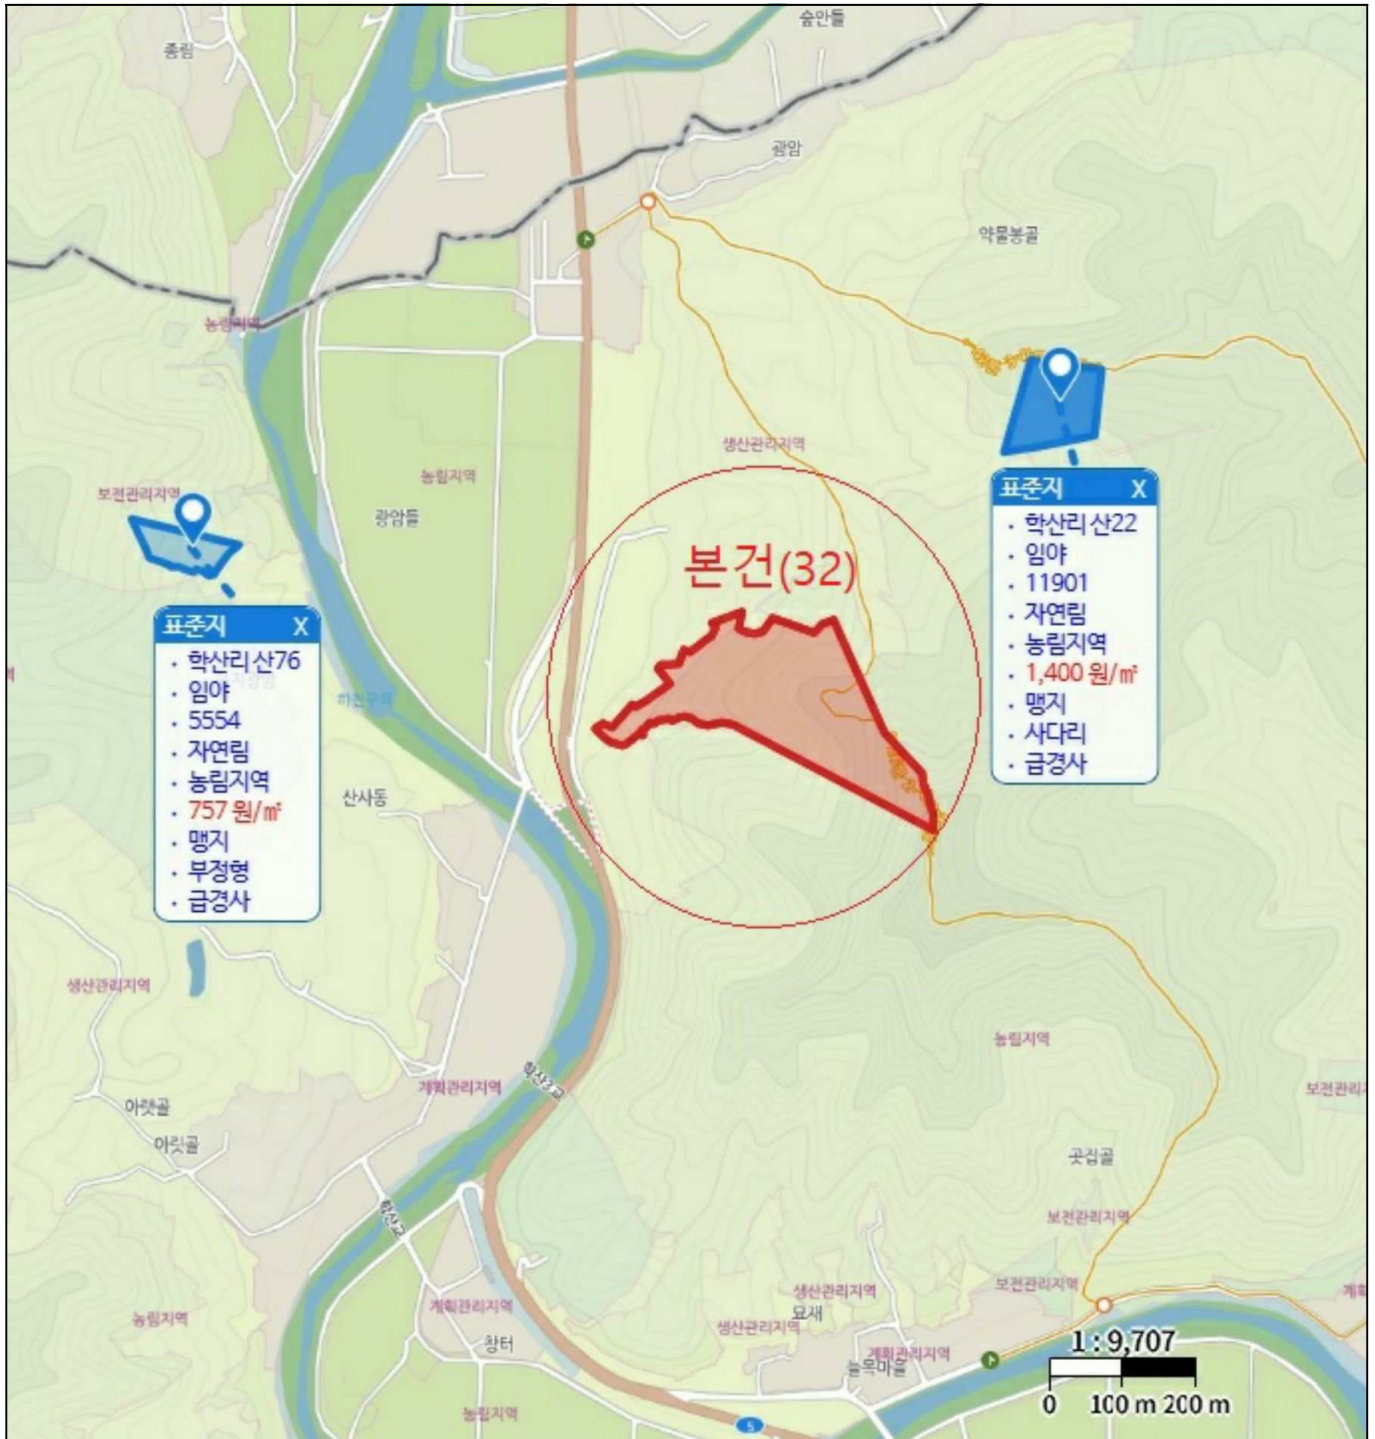 숲안들
종림
광암
약물봉골
농림지역
생산관리지역
농림지역
보전관리지역
광암들
본건(32)
표준지 X
· 학산리 산22
· 임야
· 11901
· 자연림
· 농림지역
· 1,400 원/㎡
· 맹지
· 사다리
· 급경사
표준지 X
· 학산리 산76
· 임야
· 5554
· 자연림
· 농림지역
· 757 원/㎡
· 맹지
· 부정형
· 급경사
하천구역
산사동
생산관리지역
농림지역
학산3교
계획관리지역
보전관리
아랫골
아릿골
곳집골
학산교
보전관리지역
보전관리지역
생산관리지역
계획관리지역
묘재
농림지역
생산관리지역
창터
계획관리지역
늘목마을
1 : 9,707
0 100 m 200 m
농림지역
5